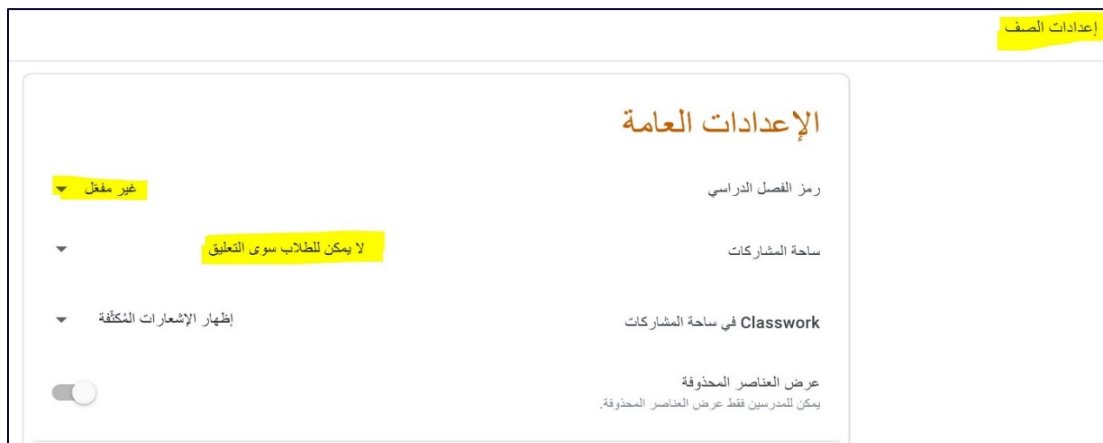 إعدادات الصف
الإعدادات العامة
رمز الفصل الدراسي
غير مفعّل
ساحة المشاركات
لا يمكن للطلاب سوى التعليق
Classwork في ساحة المشاركات
إظهار الإشعارات المُكثَّفة
عرض العناصر المحذوفة
يمكن للمدرسين فقط عرض العناصر المحذوفة.